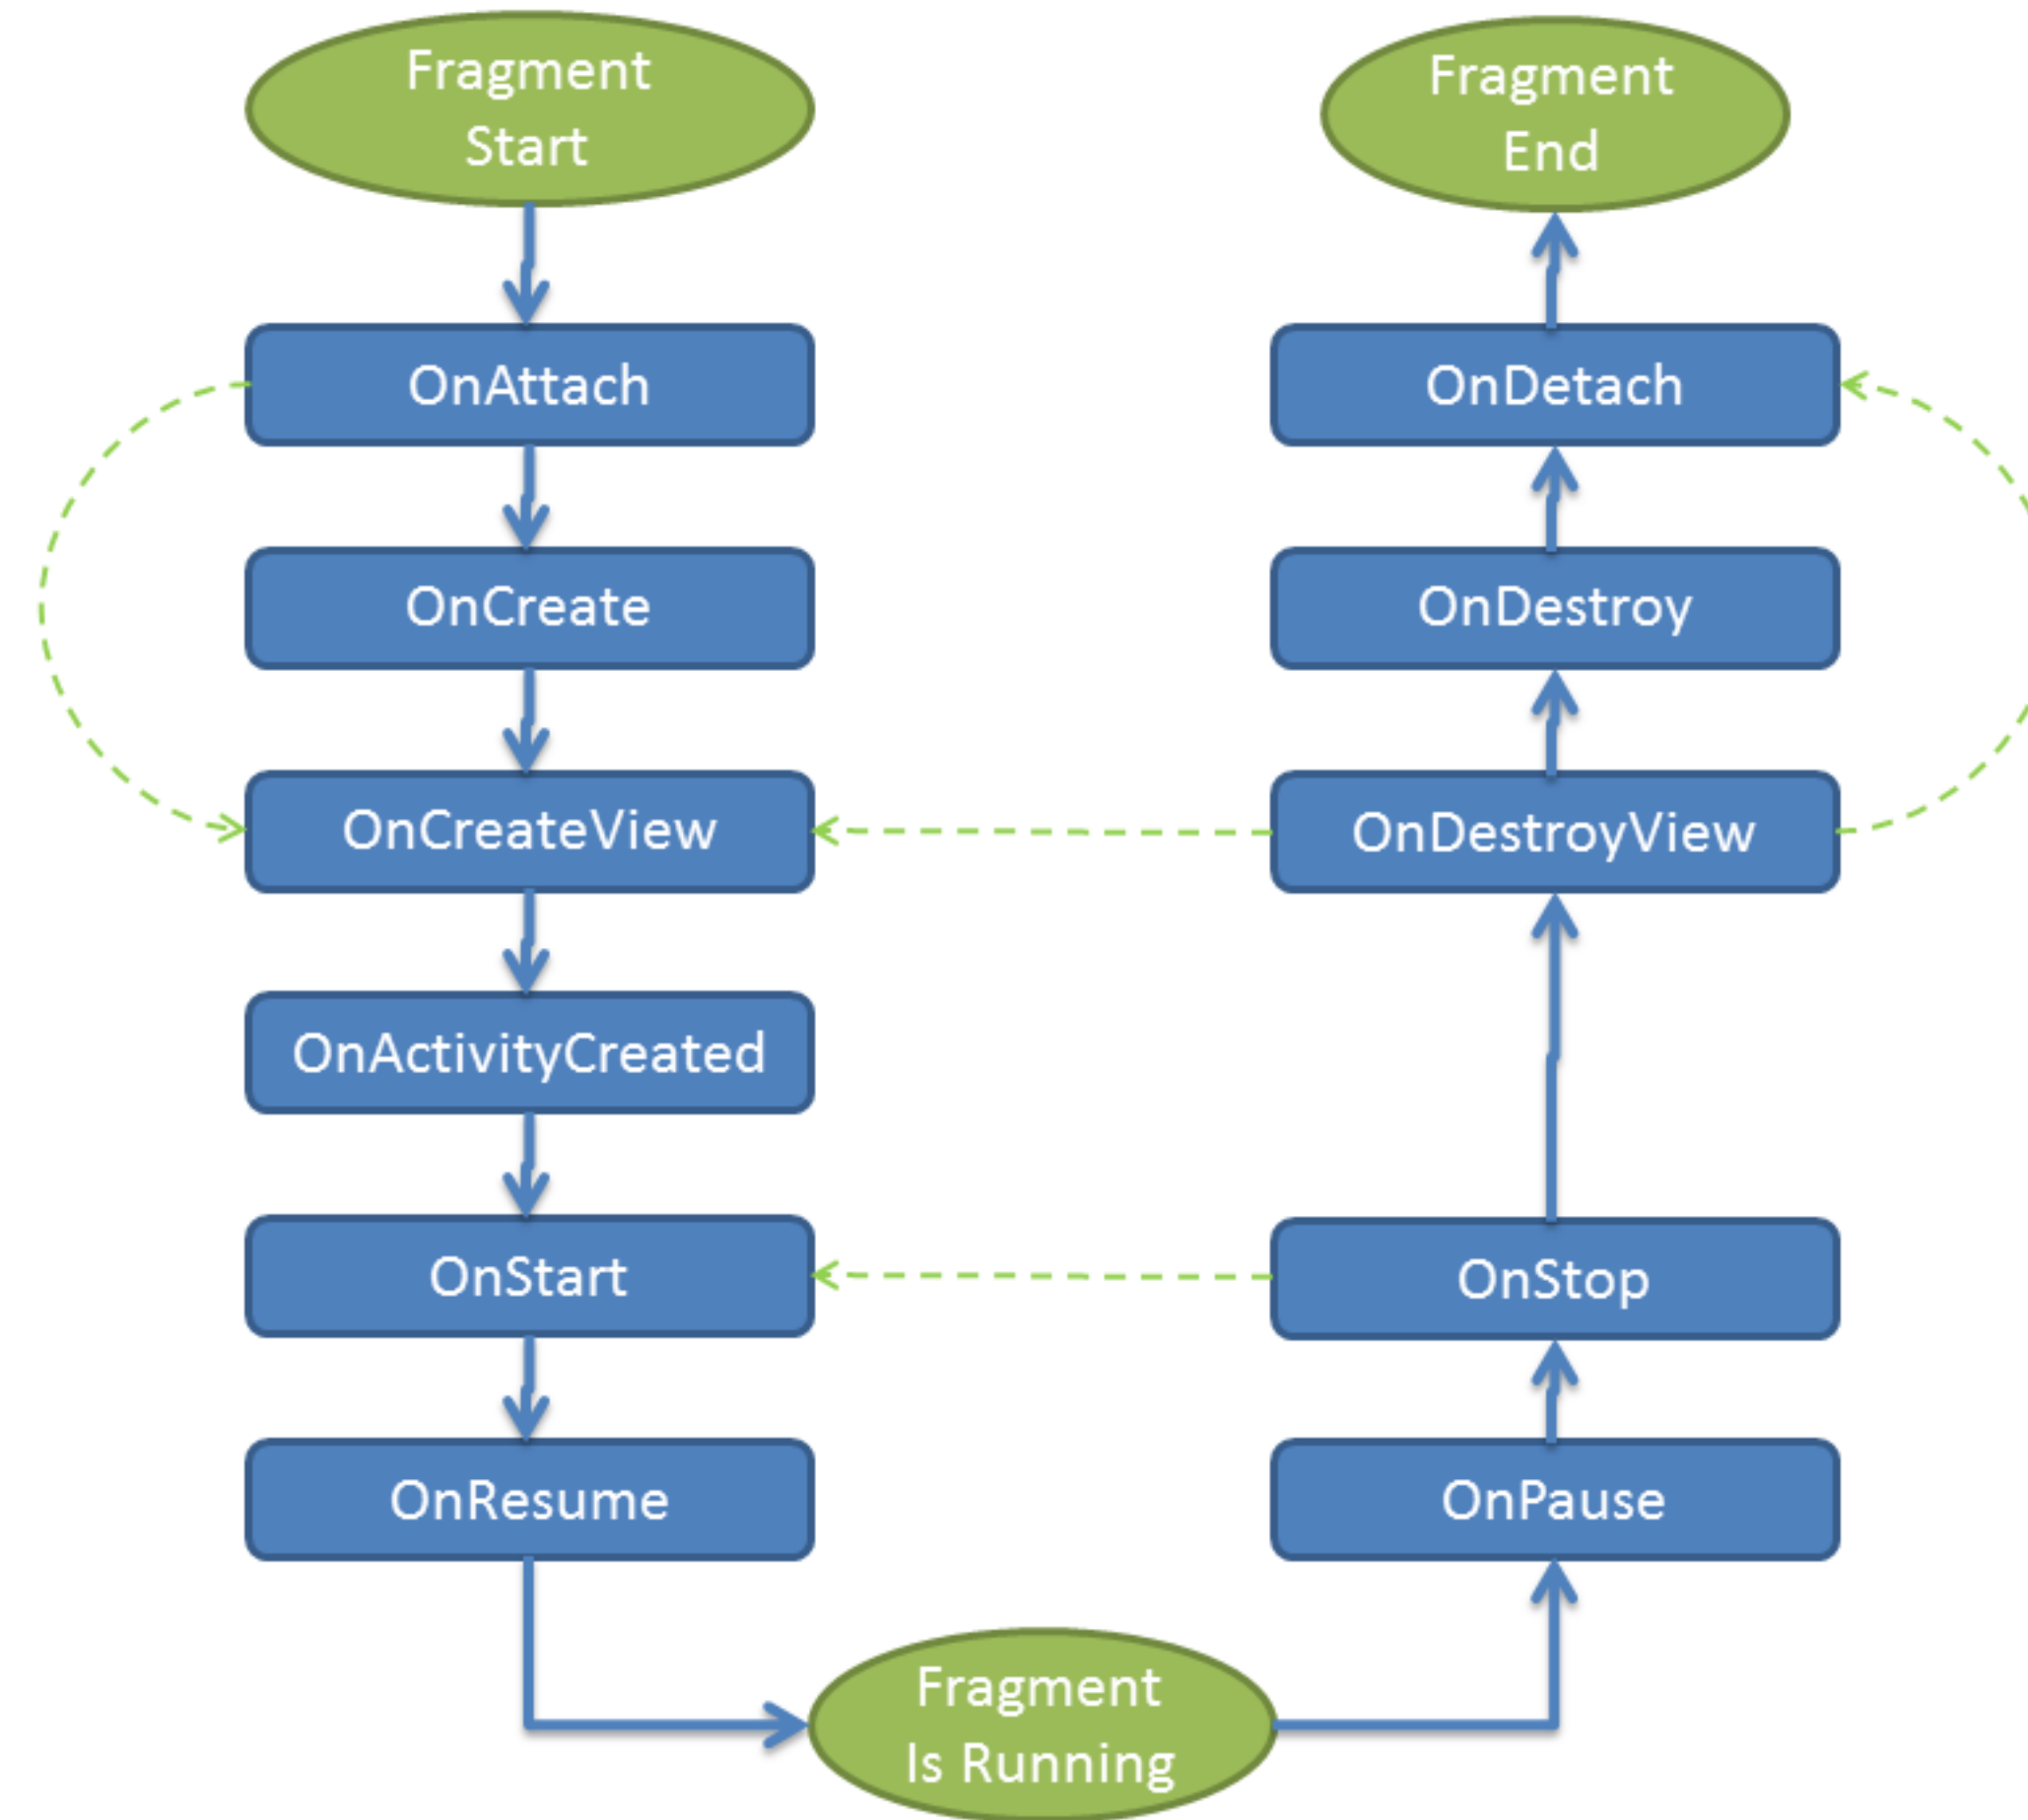 Fragment
Start
OnAttach
OnCreate
OnCreateView
OnActivityCreated
OnStart
OnResume
Fragment
Is Running
OnPause
OnStop
OnDestroyView
OnDestroy
OnDetach
Fragment
End